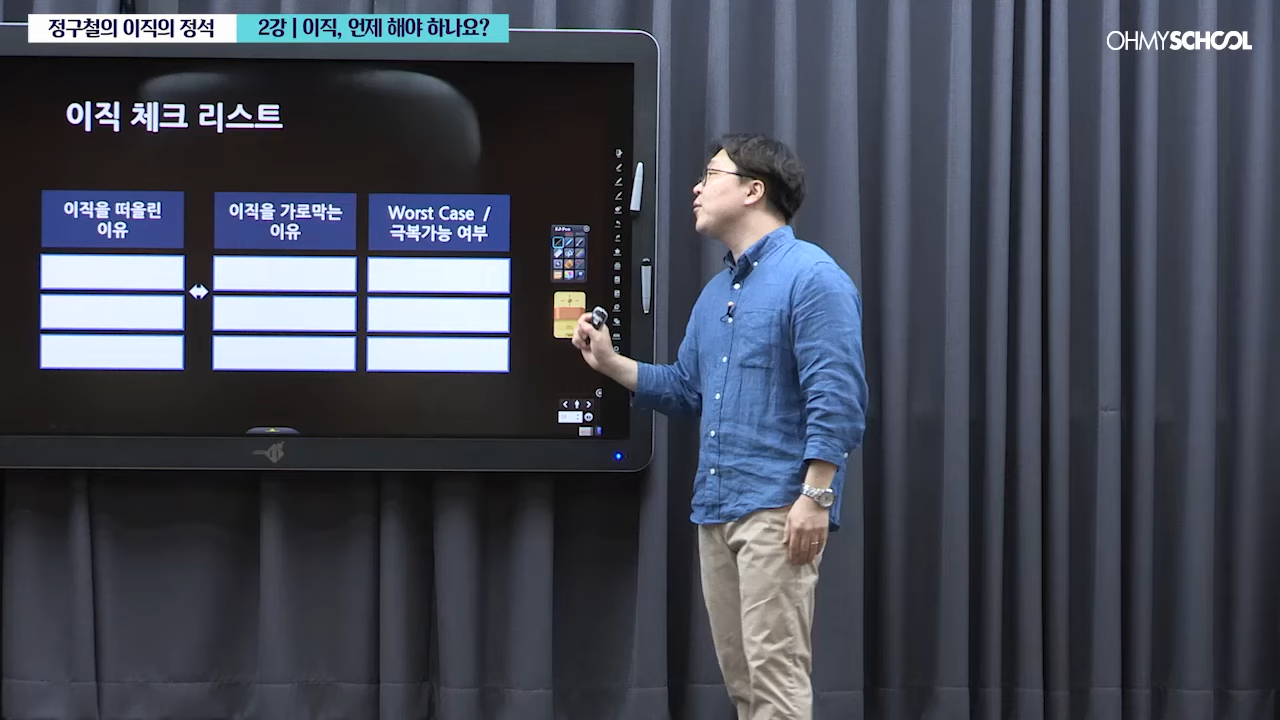 정구철의 이직의 정석
2강 | 이직, 언제 해야 하나요?
OHMYSCHOOL
이직 체크 리스트
이직을 떠올린
이유
이직을 가로막는
이유
Worst Case /
극복가능 여부